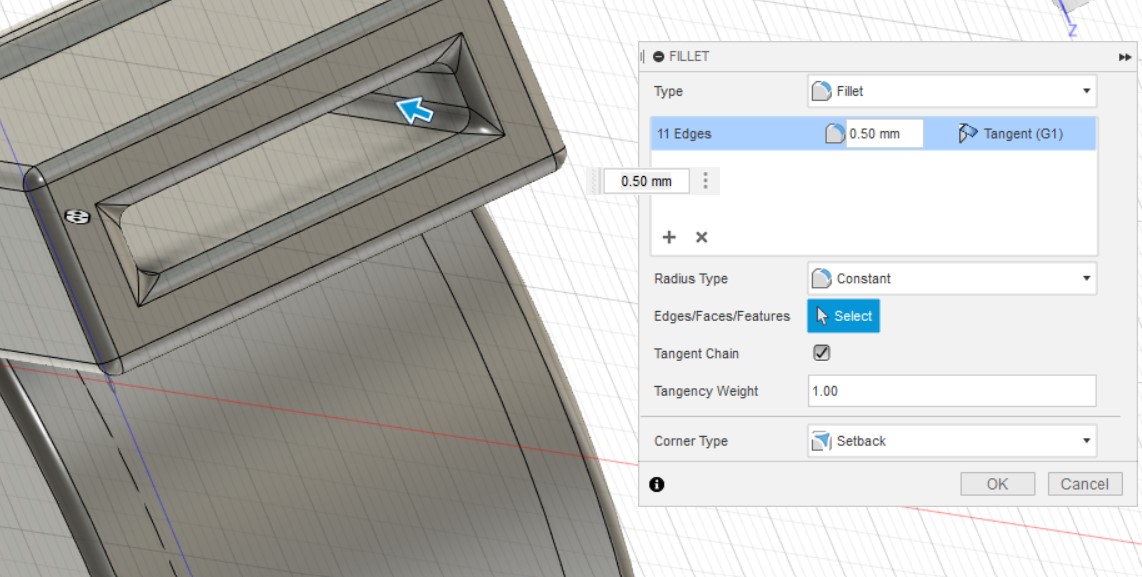 Z
FILLET
Type Fillet
11 Edges 0.50 mm Tangent (G1)
0.50 mm
Radius Type Constant
Edges/Faces/Features Select
Tangent Chain
Tangency Weight 1.00
Corner Type Setback
OK Cancel